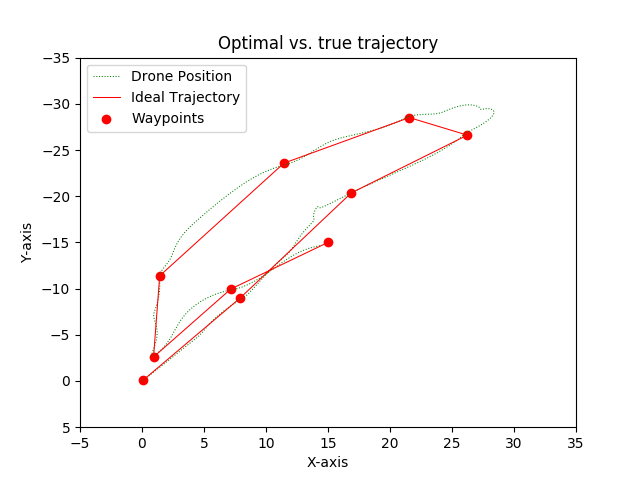 Optimal vs. true trajectory
Drone Position
Ideal Trajectory
Waypoints
−35
−30
−25
−20
−15
−10
−5
0
5
Y-axis
−5 0 5 10 15 20 25 30 35
X-axis